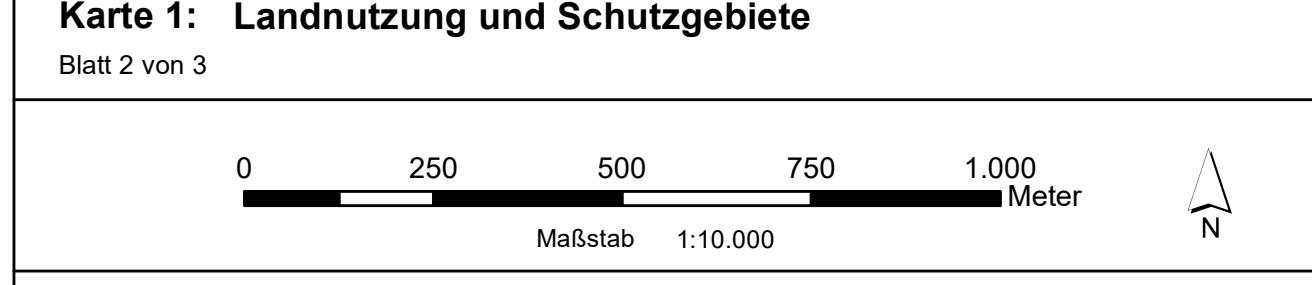 Karte 1: Landnutzung und Schutzgebiete
Blatt 2 von 3
0 250 500 750 1.000
Meter
Maßstab 1:10.000
N